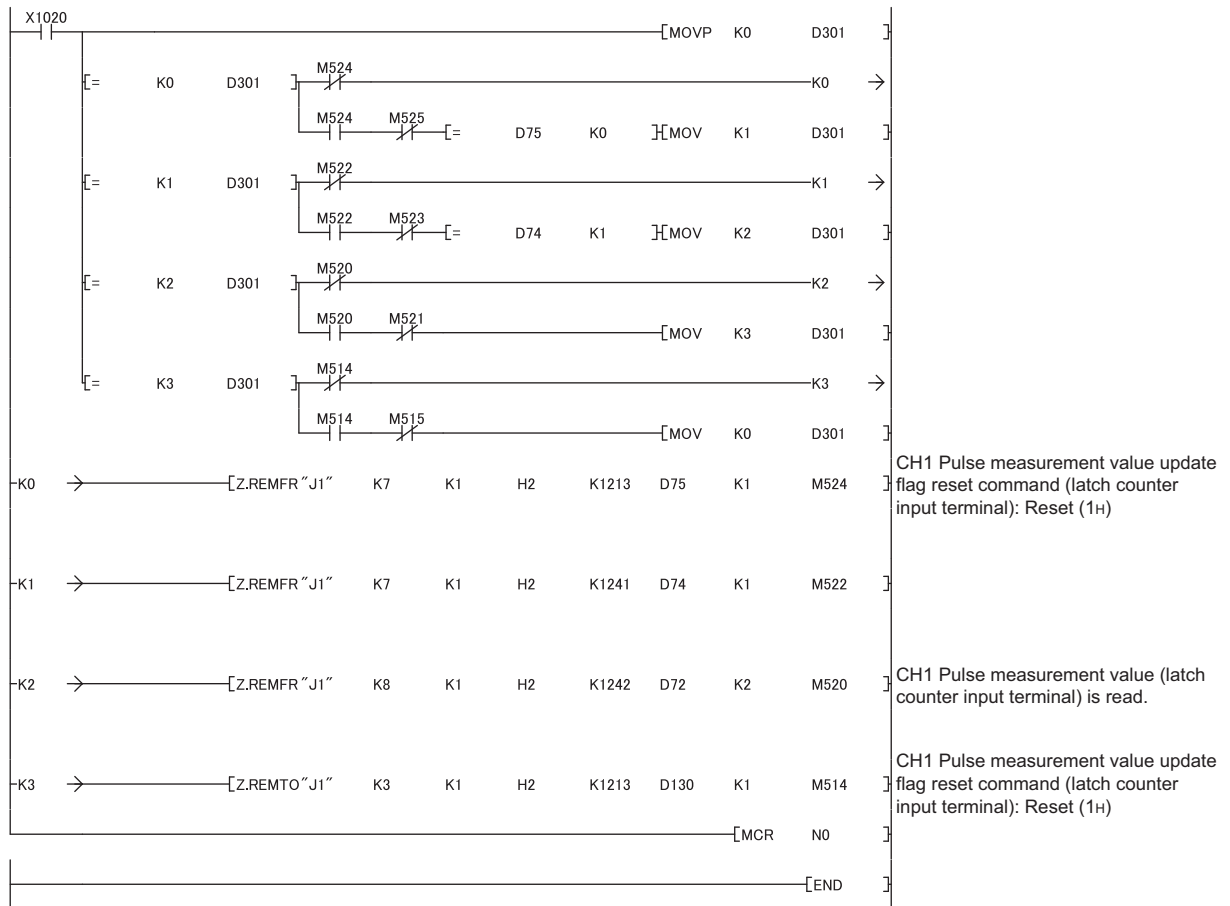 X1020
[MOVP K0 D301 ]
M524
[= K0 D301 ] K0
M524 M525
[= D75 K0 ][MOV K1 D301 ]
M522
[= K1 D301 ] K1
M522 M523
[= D74 K1 ][MOV K2 D301 ]
M520
[= K2 D301 ] K2
M520 M521
[MOV K3 D301 ]
M514
[= K3 D301 ] K3
M514 M515
[MOV K0 D301 ]
K0 [Z.REMFR "J1" K7 K1 H2 K1213 D75 K1 M524 ]
CH1 Pulse measurement value update
flag reset command (latch counter
input terminal): Reset (1H)
K1 [Z.REMFR "J1" K7 K1 H2 K1241 D74 K1 M522 ]
K2 [Z.REMFR "J1" K8 K1 H2 K1242 D72 K2 M520 ]
CH1 Pulse measurement value (latch
counter input terminal) is read.
K3 [Z.REMTO "J1" K3 K1 H2 K1213 D130 K1 M514 ]
CH1 Pulse measurement value update
flag reset command (latch counter
input terminal): Reset (1H)
[MCR N0 ]
[END ]